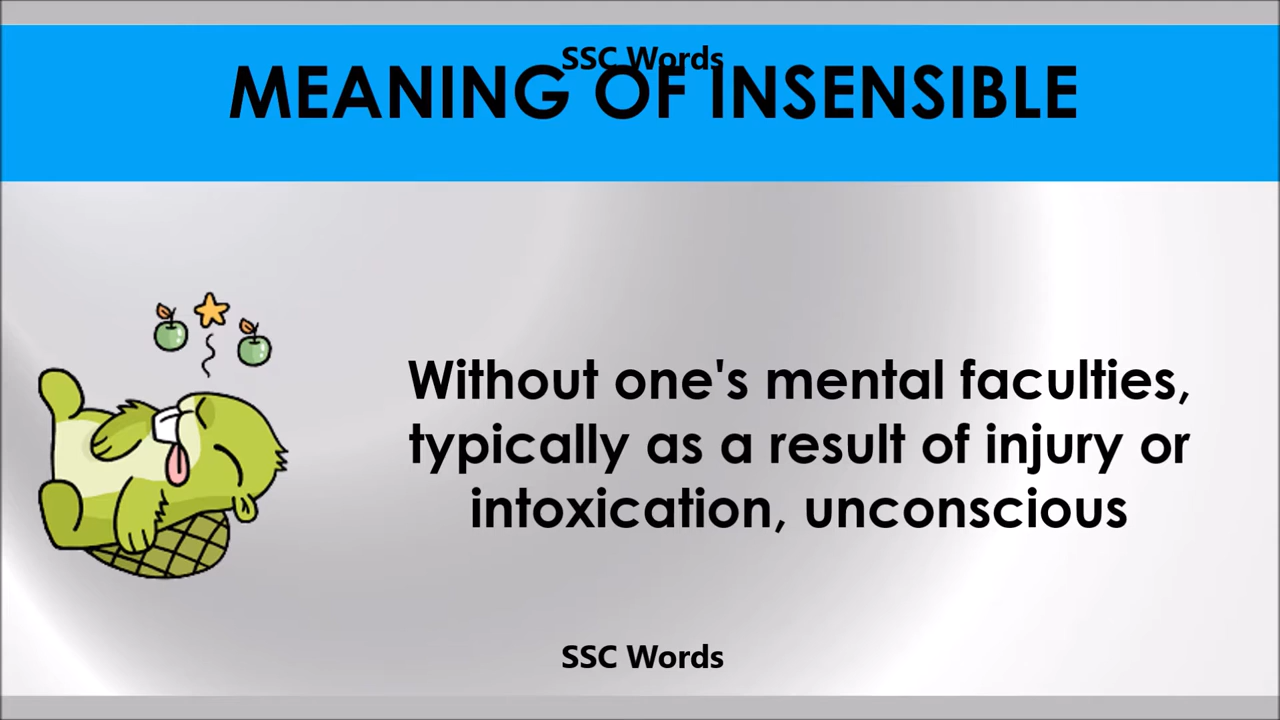 SSC Words
MEANING OF INSENSIBLE
Without one's mental faculties,
typically as a result of injury or
intoxication, unconscious
SSC Words